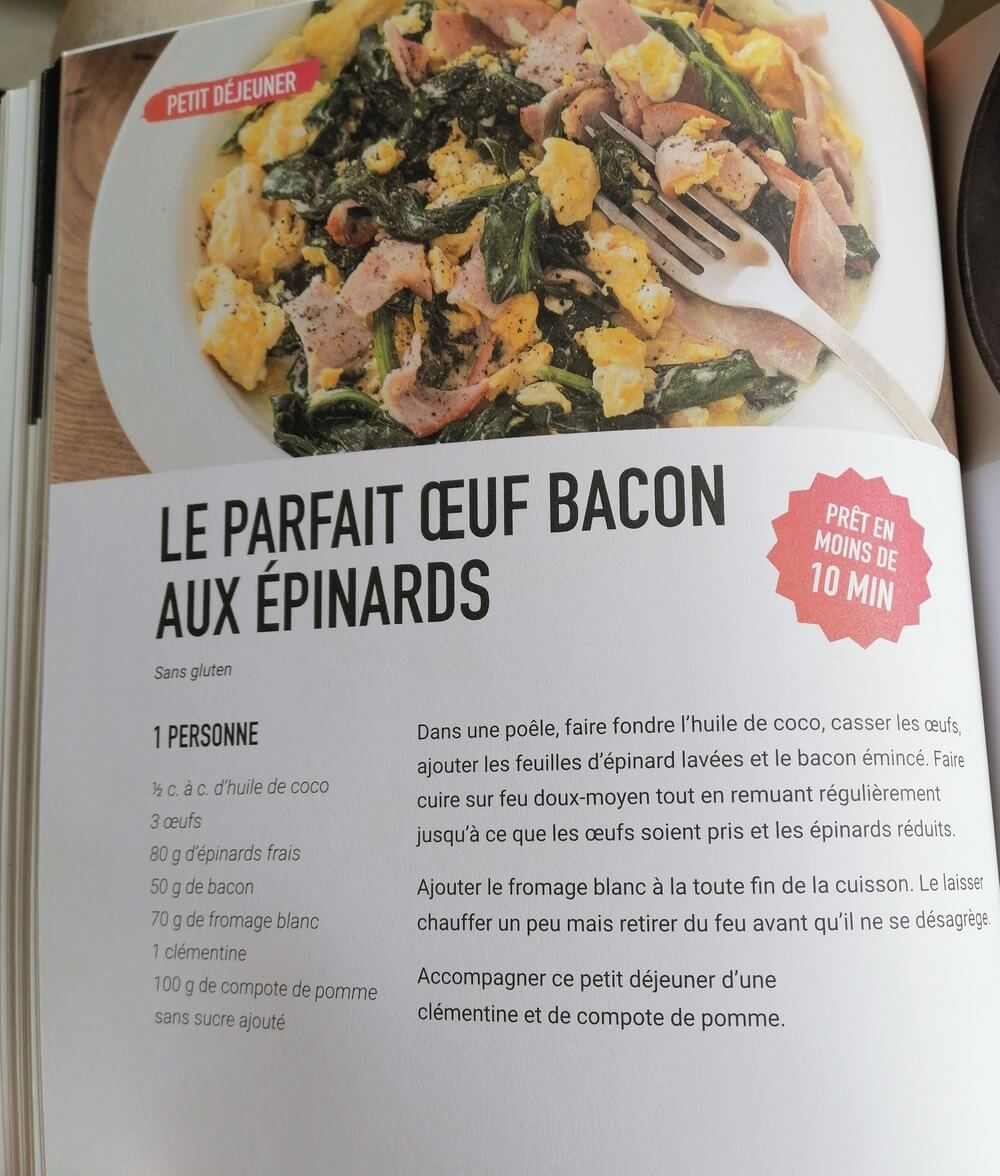 PETIT DÉJEUNER
LE PARFAIT ŒUF BACON
AUX ÉPINARDS
PRÊT EN
MOINS DE
10 MIN
Sans gluten
1 PERSONNE
½ c. à c. d'huile de coco
3 œufs
80 g d'épinards frais
50 g de bacon
70 g de fromage blanc
1 clémentine
100 g de compote de pomme
sans sucre ajouté
Dans une poêle, faire fondre l'huile de coco, casser les œufs,
ajouter les feuilles d'épinard lavées et le bacon émincé. Faire
cuire sur feu doux-moyen tout en remuant régulièrement
jusqu'à ce que les œufs soient pris et les épinards réduits.
Ajouter le fromage blanc à la toute fin de la cuisson. Le laisser
chauffer un peu mais retirer du feu avant qu'il ne se désagrège.
Accompagner ce petit déjeuner d'une
clémentine et de compote de pomme.